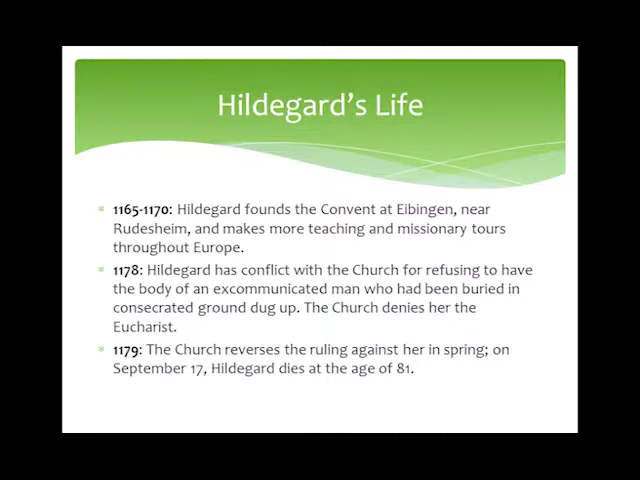 Hildegard's Life
* 1165-1170: Hildegard founds the Convent at Eibingen, near
Rudesheim, and makes more teaching and missionary tours
throughout Europe.
* 1178: Hildegard has conflict with the Church for refusing to have
the body of an excommunicated man who had been buried in
consecrated ground dug up. The Church denies her the
Eucharist.
* 1179: The Church reverses the ruling against her in spring; on
September 17, Hildegard dies at the age of 81.